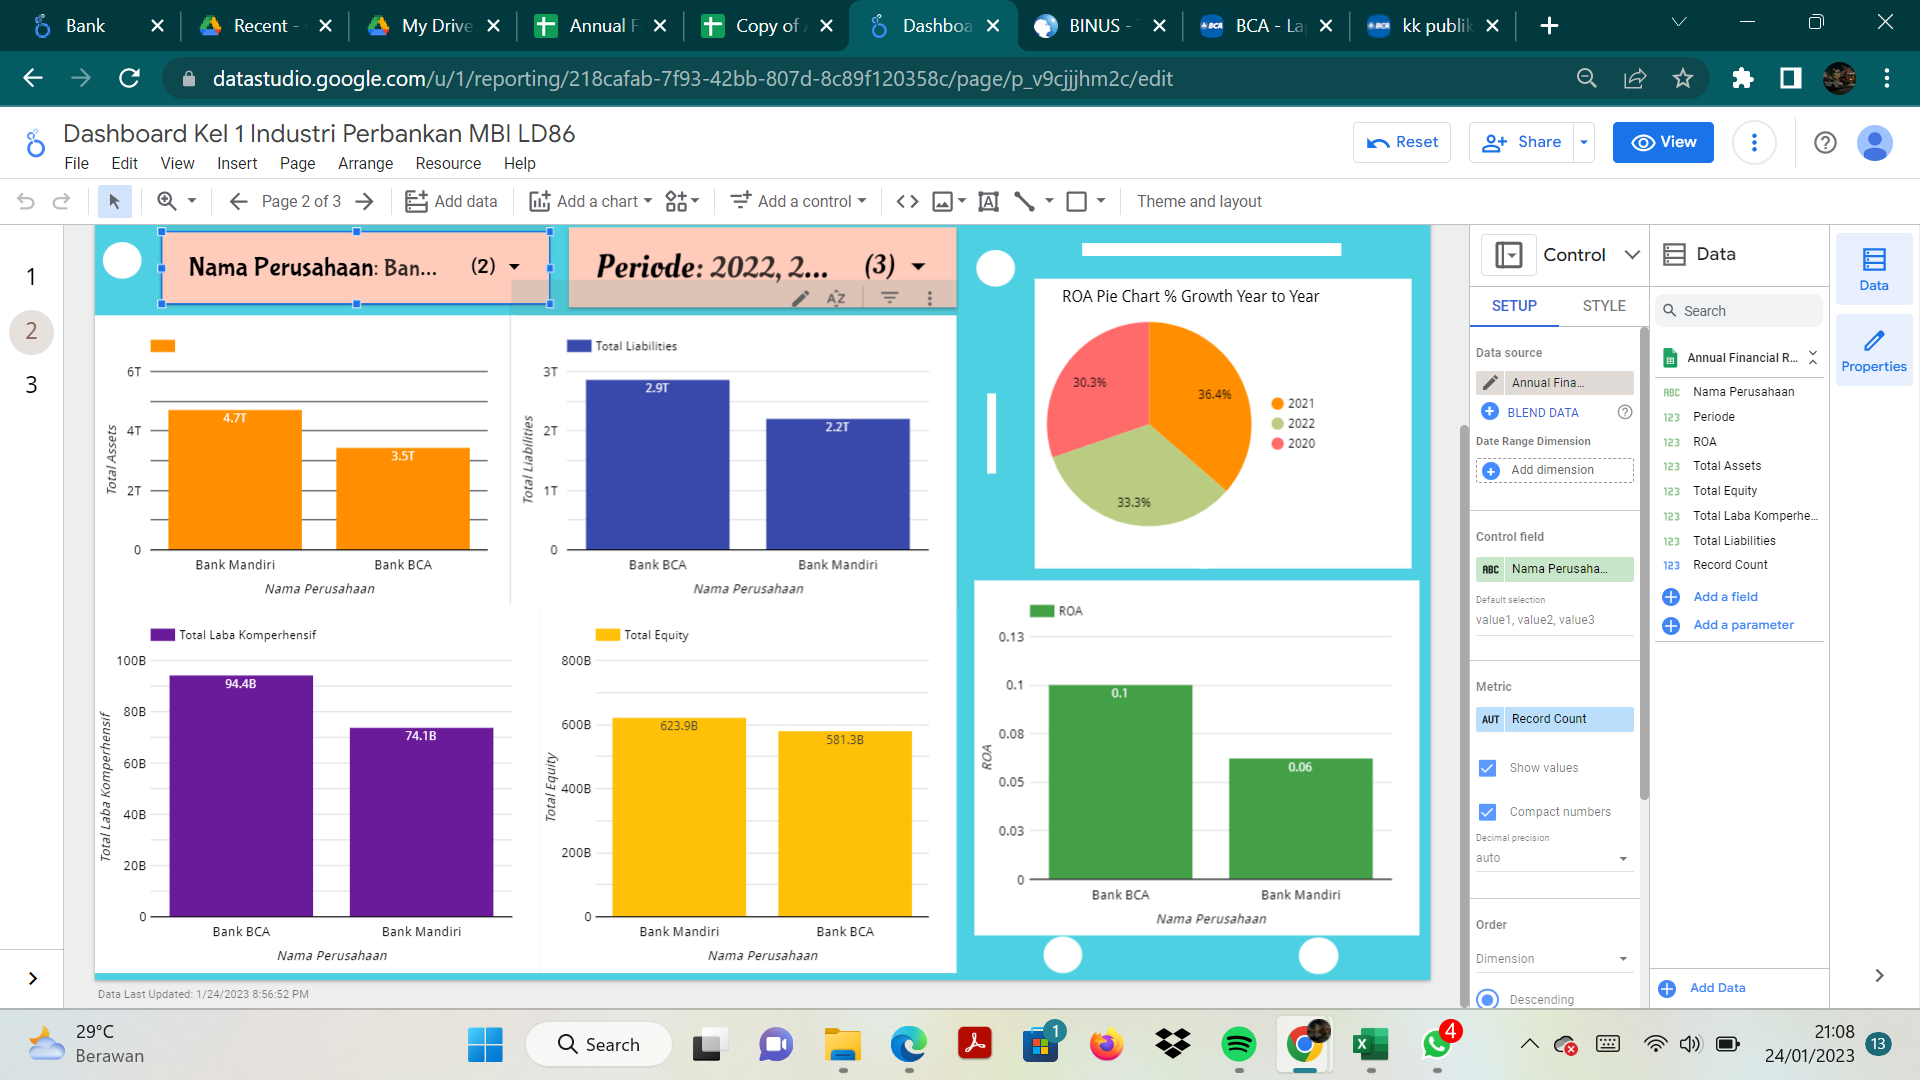 Bank
Recent -
My Drive
Annual F
Copy of A
Dashboa
BINUS -
BCA - La
kk publik
datastudio.google.com/u/1/reporting/218cafab-7f93-42bb-807d-8c89f120358c/page/p_v9cjjjhm2c/edit
Dashboard Kel 1 Industri Perbankan MBI LD86
File Edit View Insert Page Arrange Resource Help
Reset
Share
View
Page 2 of 3
Add data
Add a chart
Add a control
Theme and layout
1
2
3
Nama Perusahaan: Ban... (2)
Periode: 2022, 2... (3)
Total Assets
6T
4T
2T
0
4.7T
3.5T
Bank Mandiri
Bank BCA
Nama Perusahaan
Total Liabilities
Total Liabilities
3T
2T
1T
0
2.9T
2.2T
Bank BCA
Bank Mandiri
Nama Perusahaan
Total Laba Komperhensif
Total Laba Komperhensif
100B
80B
60B
40B
20B
0
94.4B
74.1B
Bank BCA
Bank Mandiri
Nama Perusahaan
Total Equity
Total Equity
800B
600B
400B
200B
0
623.9B
581.3B
Bank Mandiri
Bank BCA
Nama Perusahaan
ROA Pie Chart % Growth Year to Year
30.3%
36.4%
33.3%
2021
2022
2020
ROA
ROA
0.13
0.1
0.08
0.05
0.03
0
0.1
0.06
Bank BCA
Bank Mandiri
Nama Perusahaan
Data Last Updated: 1/24/2023 8:56:52 PM
Control
SETUP STYLE
Data source
Annual Fina...
BLEND DATA
Date Range Dimension
Add dimension
Control field
ABC Nama Perusaha...
Default selection
value1, value2, value3
Metric
AUT Record Count
Show values
Compact numbers
Decimal precision
auto
Order
Dimension
Descending
Data
Search
Annual Financial R...
ABC Nama Perusahaan
123 Periode
123 ROA
123 Total Assets
123 Total Equity
123 Total Laba Komperhe...
123 Total Liabilities
123 Record Count
Add a field
Add a parameter
Add Data
Data
Properties
29°C
Berawan
Search
1
4
21:08
24/01/2023
13